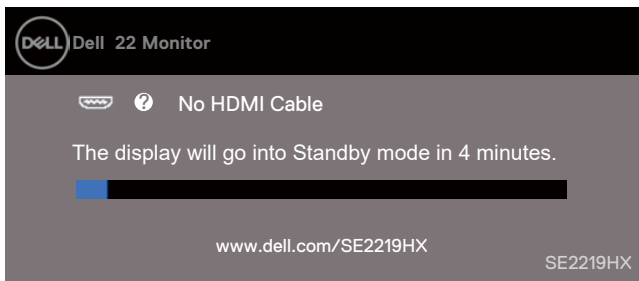 DELL Dell 22 Monitor
? No HDMI Cable
The display will go into Standby mode in 4 minutes.
www.dell.com/SE2219HX
SE2219HX